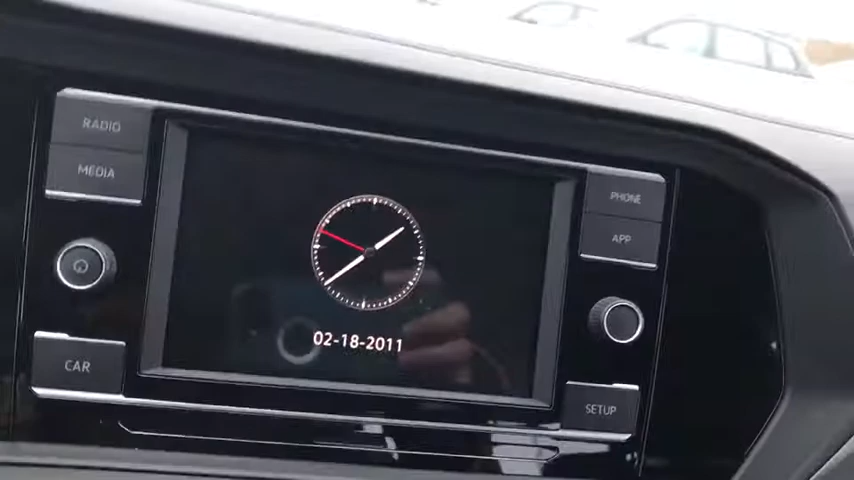 RADIO
MEDIA
CAR
02-18-2011
PHONE
APP
SETUP